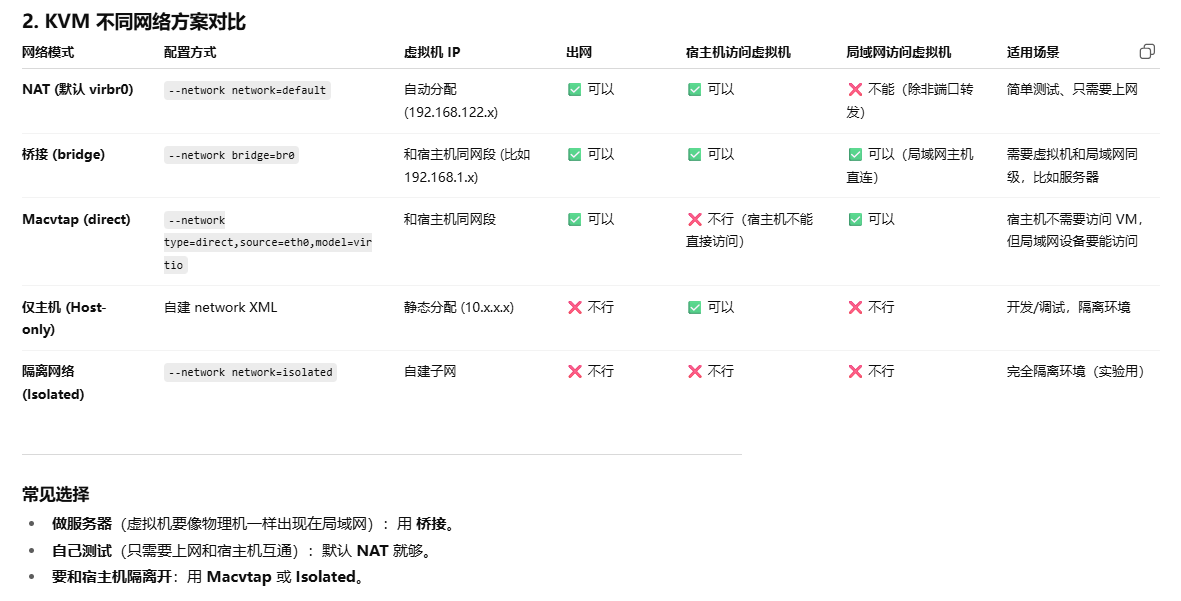 2. KVM 不同网络方案对比
网络模式 配置方式 虚拟机 IP 出网 宿主机访问虚拟机 局域网访问虚拟机 适用场景
NAT (默认 virbr0) --network network=default 自动分配 ✅ 可以 ✅ 可以 ❌ 不能（除非端口转 简单测试、只需要上网
(192.168.122.x) 发）
桥接 (bridge) --network bridge=br0 和宿主机同网段 (比如 ✅ 可以 ✅ 可以 ✅ 可以（局域网主机 需要虚拟机和局域网同
192.168.1.x) 直连） 级，比如服务器
Macvtap (direct) --network 和宿主机同网段 ✅ 可以 ❌ 不行（宿主机不能 ✅ 可以 宿主机不需要访问 VM，
type=direct,source=eth0,model=vir 直接访问） 但局域网设备要能访问
tio
仅主机 (Host- 自建 network XML 静态分配 (10.x.x.x) ❌ 不行 ✅ 可以 ❌ 不行 开发/调试，隔离环境
only)
隔离网络 --network network=isolated 自建子网 ❌ 不行 ❌ 不行 ❌ 不行 完全隔离环境（实验用）
(Isolated)
常见选择
• 做服务器（虚拟机要像物理机一样出现在局域网）：用 桥接。
• 自己测试（只需要上网和宿主机互通）：默认 NAT 就够。
• 要和宿主机隔离开：用 Macvtap 或 Isolated。